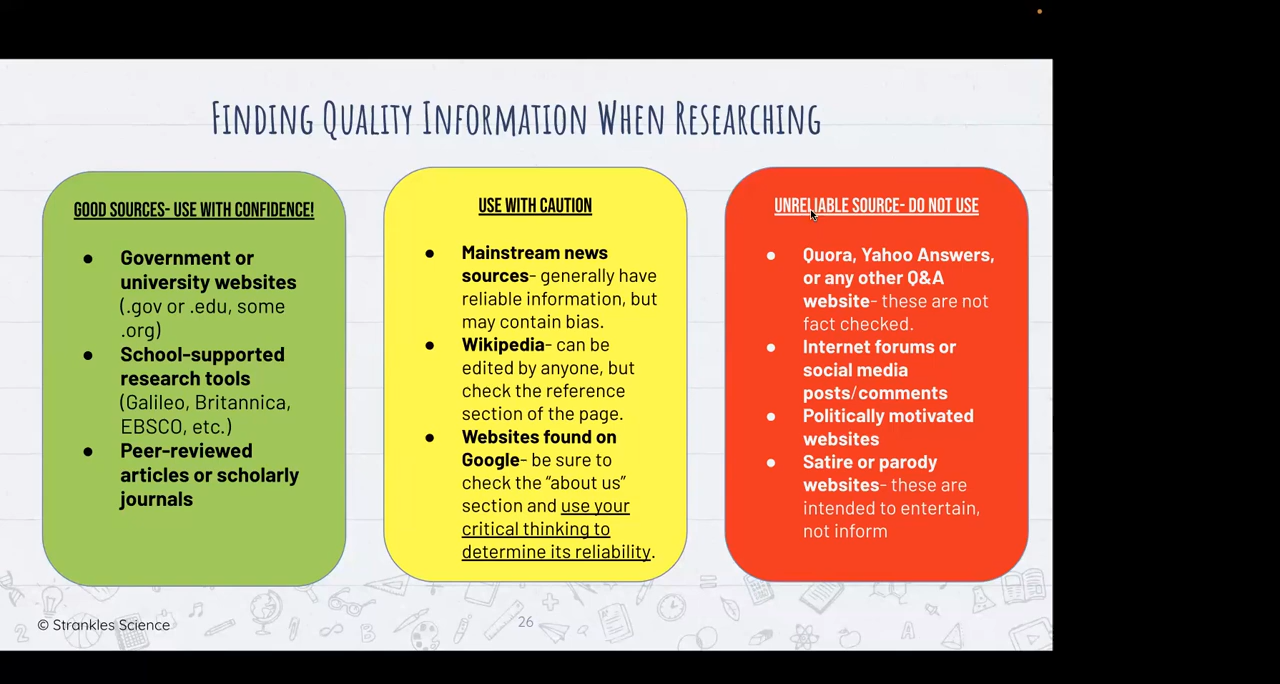 Finding Quality Information When Researching
Good Sources- Use with Confidence!
● Government or
university websites
(.gov or .edu, some
.org)
● School-supported
research tools
(Galileo, Britannica,
EBSCO, etc.)
● Peer-reviewed
articles or scholarly
journals
Use with Caution
● Mainstream news
sources- generally have
reliable information, but
may contain bias.
● Wikipedia- can be
edited by anyone, but
check the reference
section of the page.
● Websites found on
Google- be sure to
check the "about us"
section and use your
critical thinking to
determine its reliability.
Unreliable Source- Do Not Use
● Quora, Yahoo Answers,
or any other Q&A
website- these are not
fact checked.
● Internet forums or
social media
posts/comments
● Politically motivated
websites
● Satire or parody
websites- these are
intended to entertain,
not inform
© Strankles Science
26